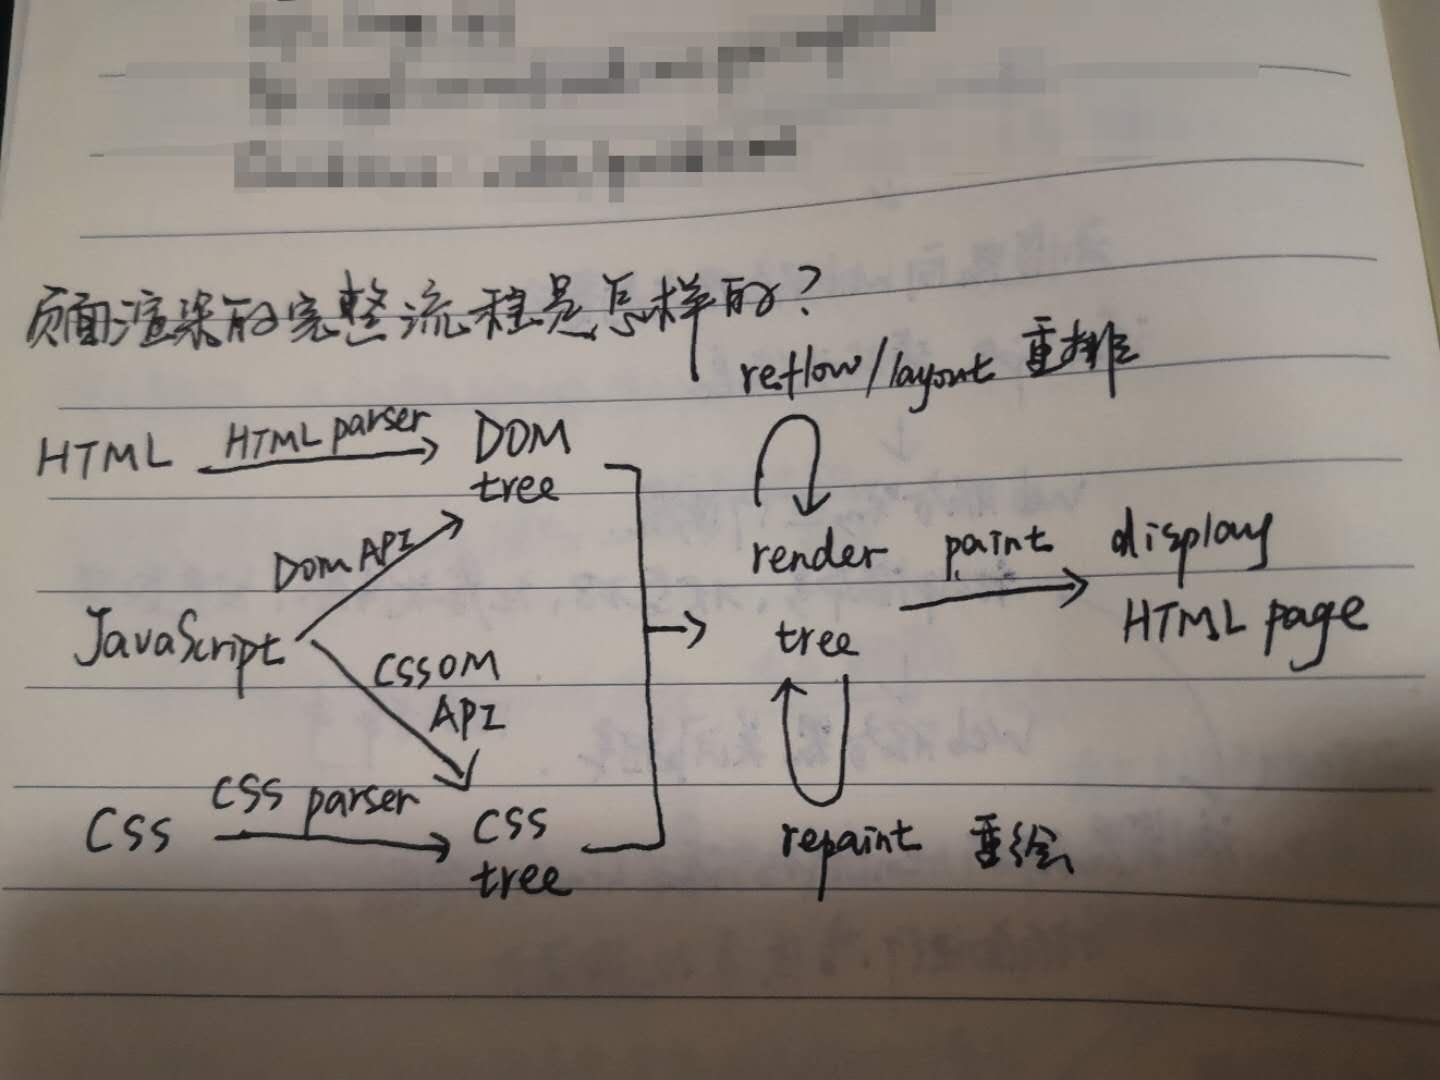 页面渲染的完整流程是怎样的?
reflow/layout 重排
HTML HTML parser DOM
tree
DOM API
render paint display
tree HTML page
JavaScript
CSSOM
API
CSS CSS parser CSS
tree
repaint 重绘